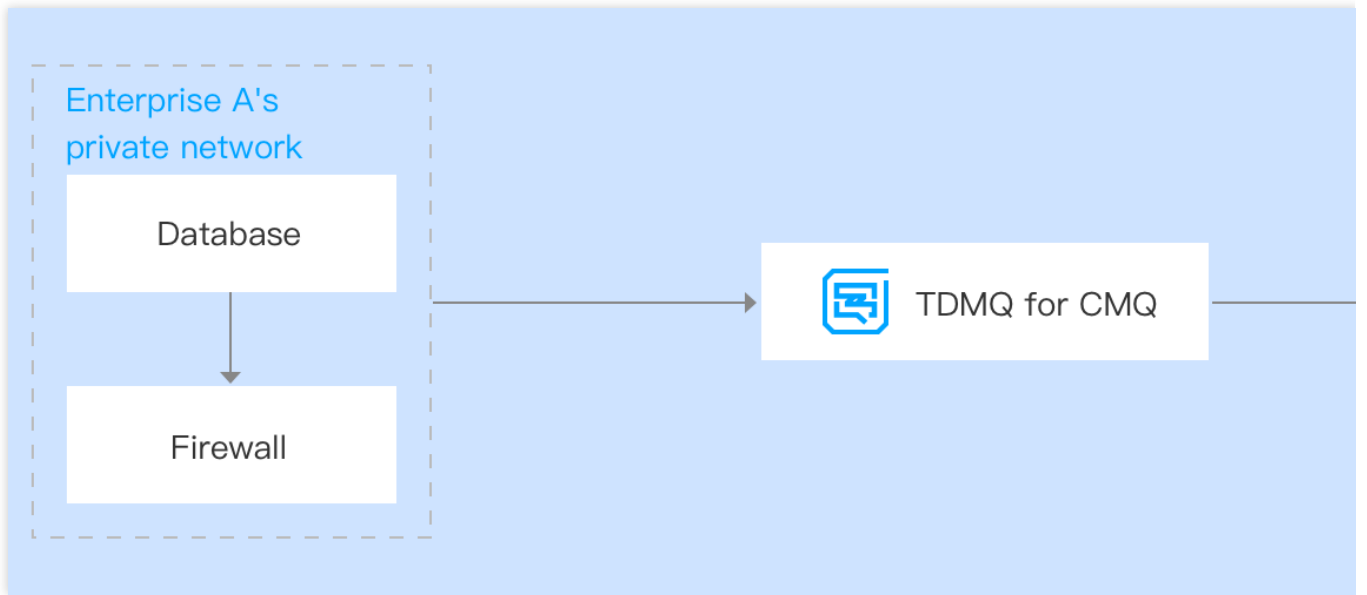 Enterprise A's
private network
Database
TDMQ for CMQ
Firewall